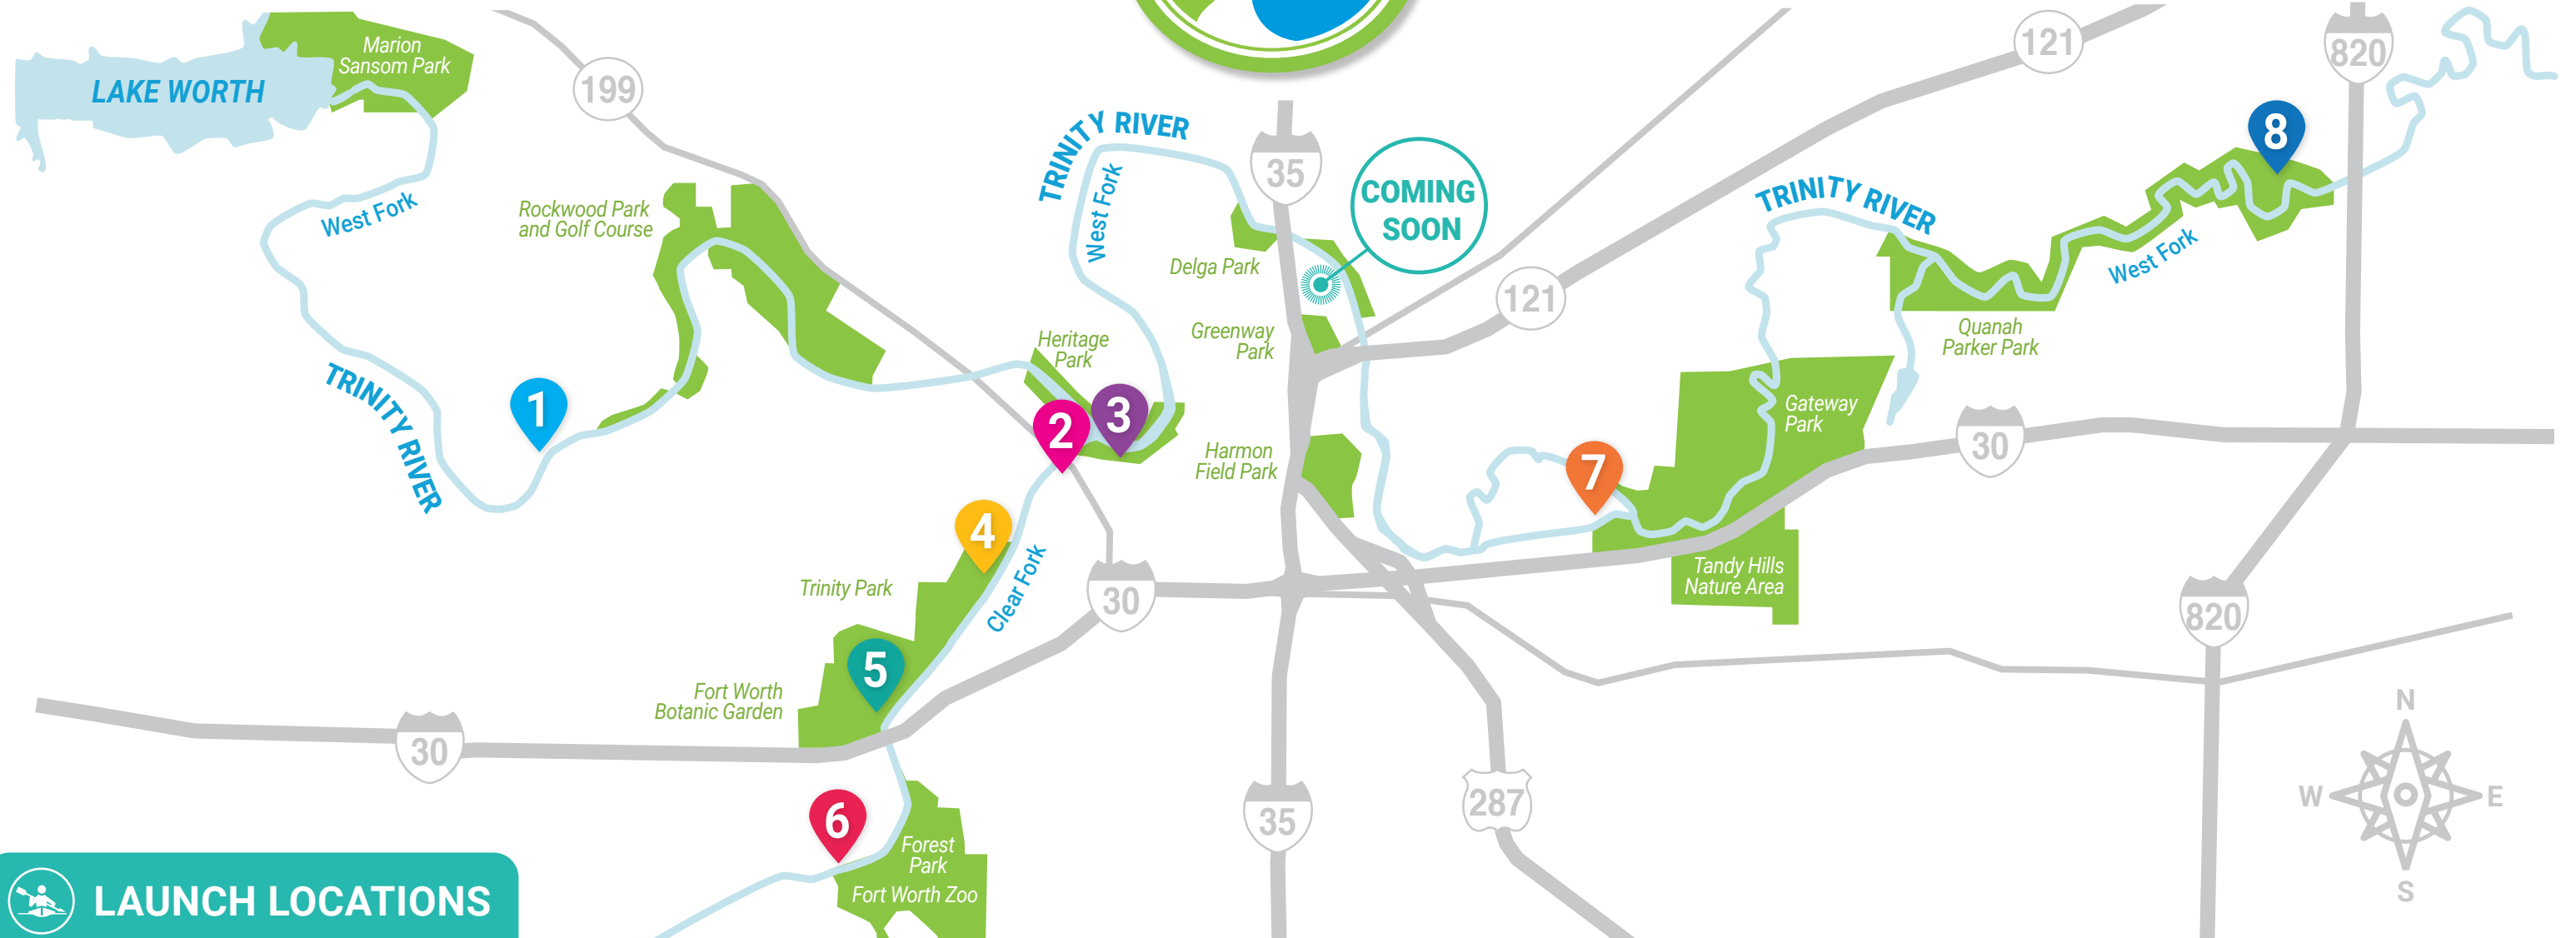 Marion
Sansom Park
LAKE WORTH
199
West Fork
Rockwood Park
and Golf Course
TRINITY RIVER
1
TRINITY RIVER
West Fork
35
COMING
SOON
Delga Park
Greenway
Park
Heritage
Park
2
3
Harmon
Field Park
121
121
820
8
TRINITY RIVER
West Fork
Quanah
Parker Park
Gateway
Park
30
7
Tandy Hills
Nature Area
4
Clear Fork
Trinity Park
30
5
Fort Worth
Botanic Garden
30
6
Forest
Park
Fort Worth Zoo
35
287
820
N
W
E
S
LAUNCH LOCATIONS